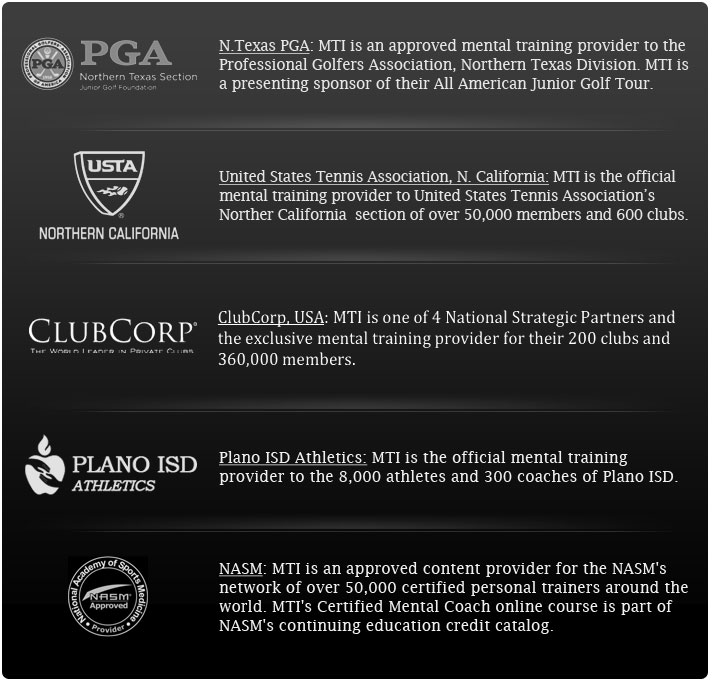 PGA
Northern Texas Section
Junior Golf Foundation
N.Texas PGA: MTI is an approved mental training provider to the
Professional Golfers Association, Northern Texas Division. MTI is
a presenting sponsor of their All American Junior Golf Tour.
USTA
NORTHERN CALIFORNIA
United States Tennis Association, N. California: MTI is the official
mental training provider to United States Tennis Association's
Norther California section of over 50,000 members and 600 clubs.
CLUBCORP®
THE WORLD LEADER IN PRIVATE CLUBS
ClubCorp, USA: MTI is one of 4 National Strategic Partners and
the exclusive mental training provider for their 200 clubs and
360,000 members.
PLANO ISD
ATHLETICS
Plano ISD Athletics: MTI is the official mental training
provider to the 8,000 athletes and 300 coaches of Plano ISD.
National Academy of Sports Medicine
NASM
Approved
Provider
NASM: MTI is an approved content provider for the NASM's
network of over 50,000 certified personal trainers around the
world. MTI's Certified Mental Coach online course is part of
NASM's continuing education credit catalog.